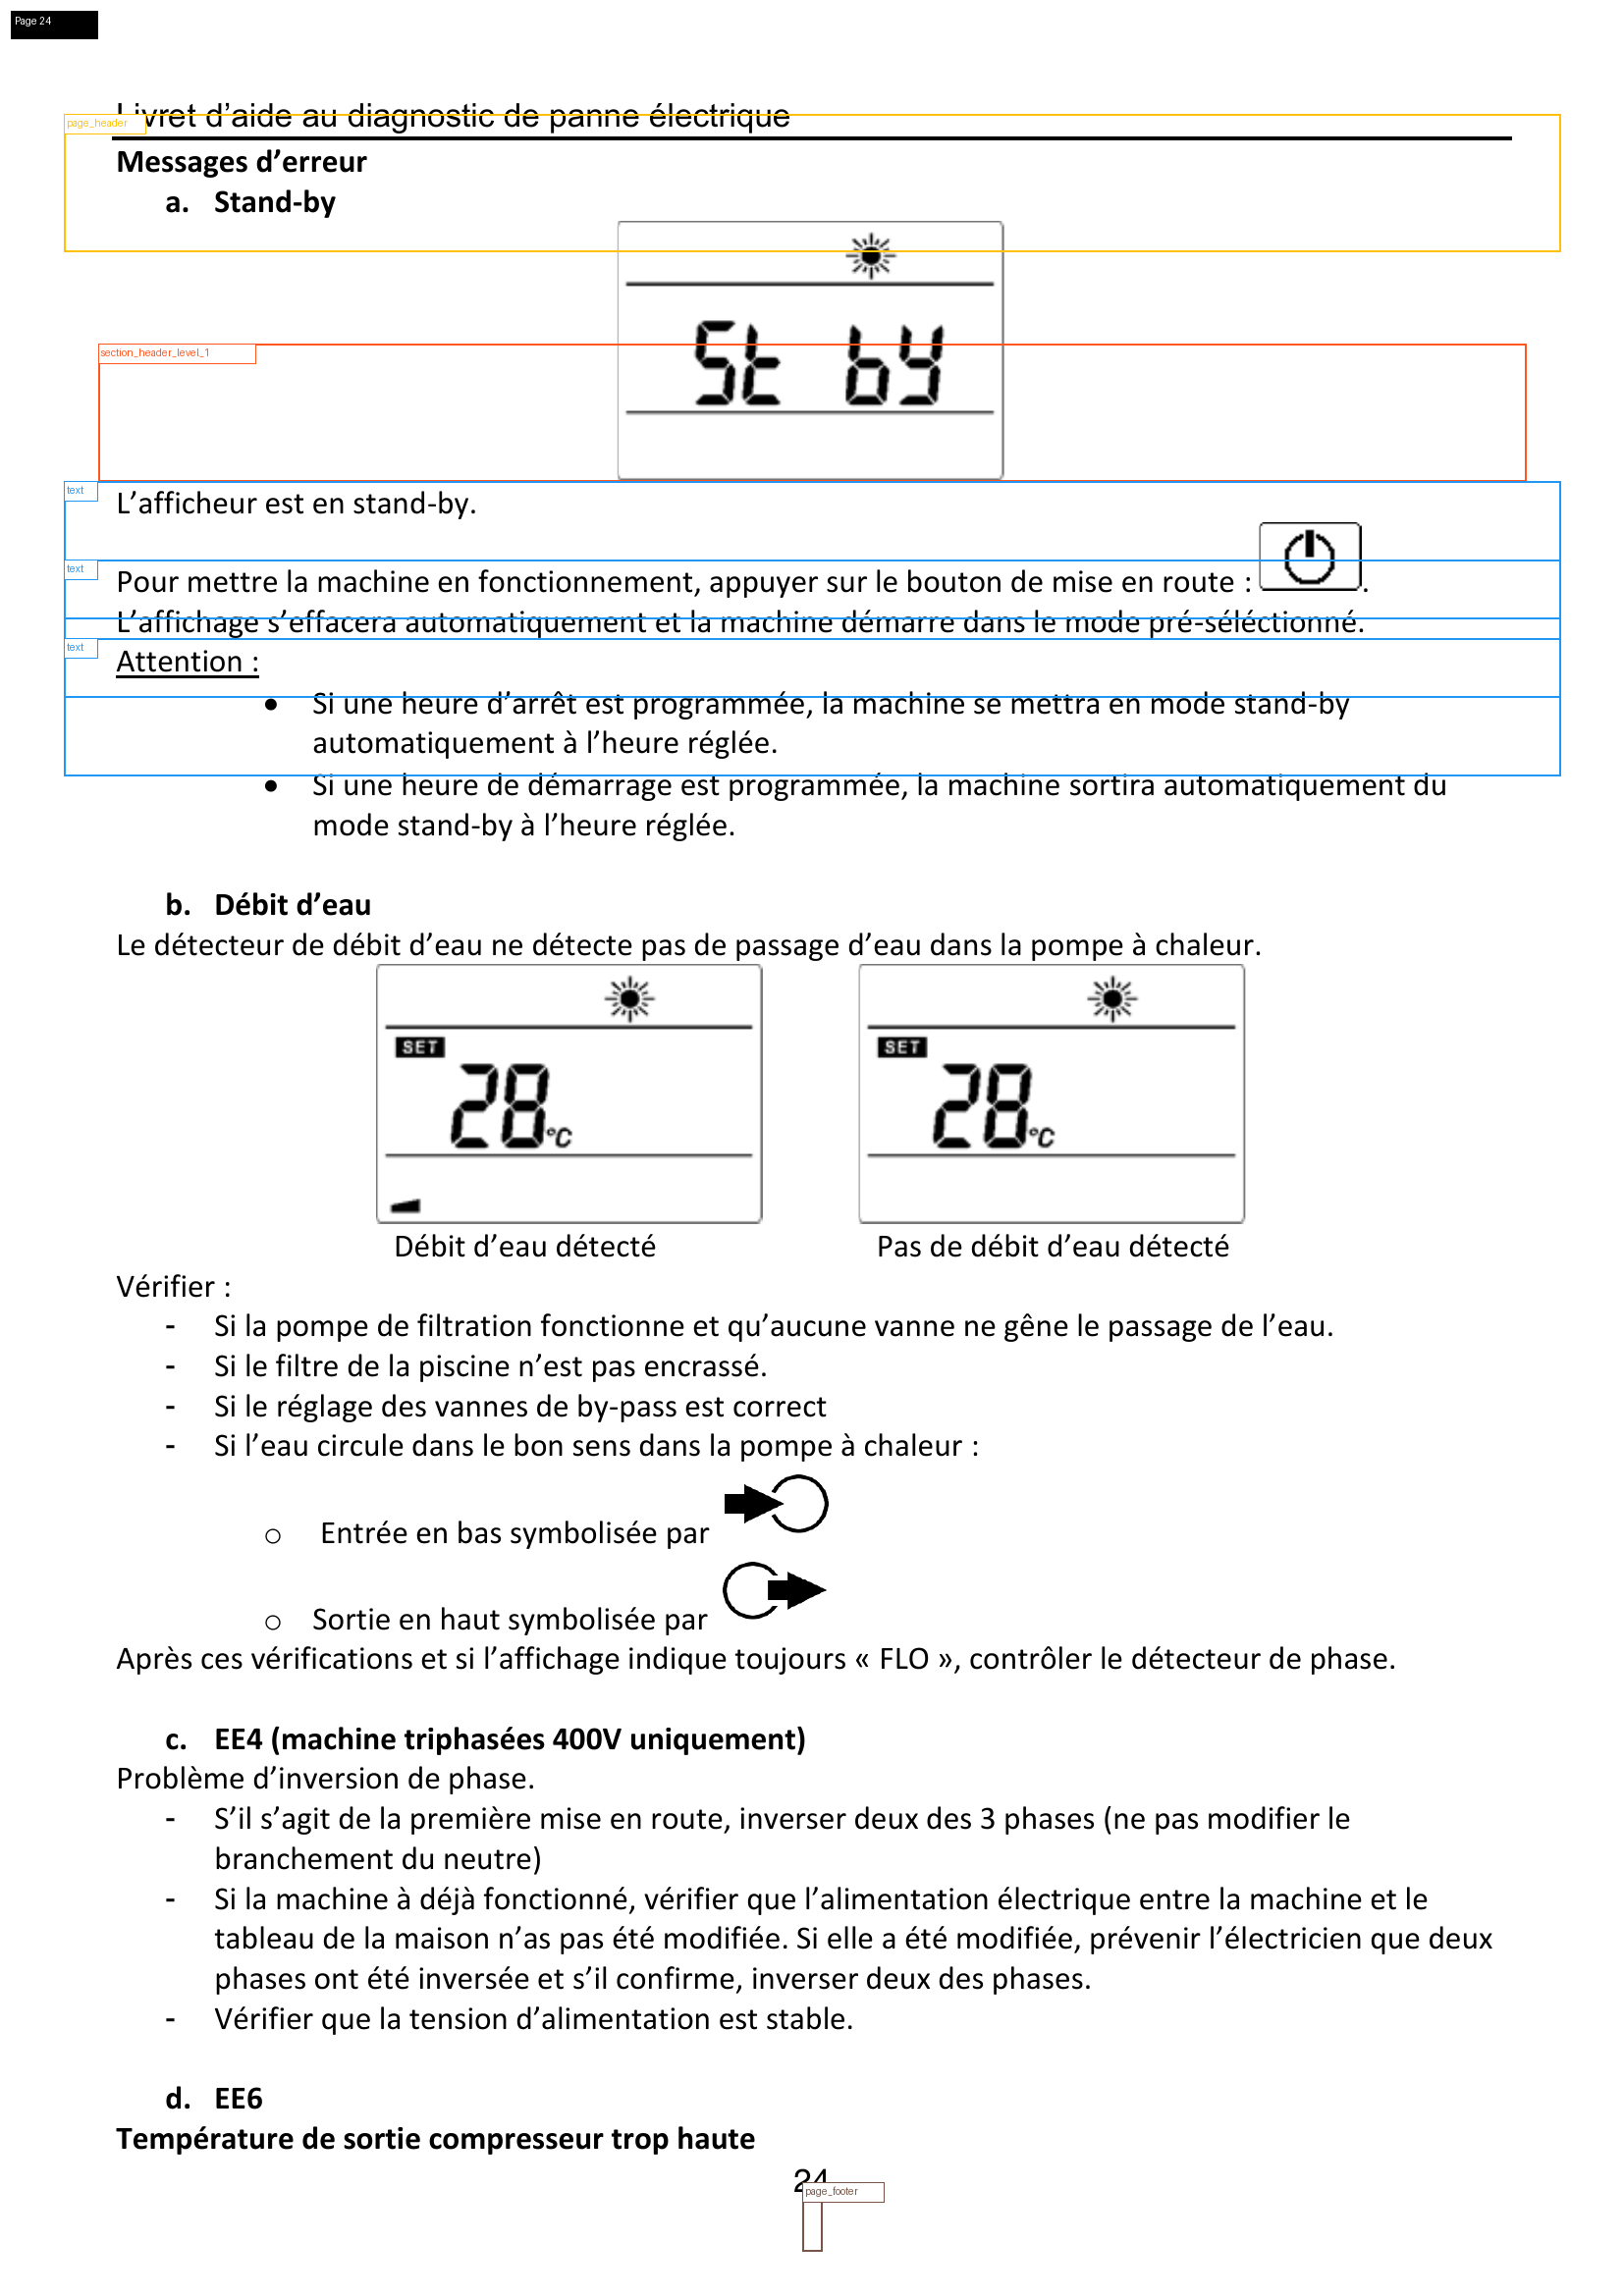 Page 24
Livret d’aide au diagnostic de panne électrique
page_header
Messages d’erreur
a. Stand-by
section_header_level_1
St by
text
L’afficheur est en stand-by.
text
Pour mettre la machine en fonctionnement, appuyer sur le bouton de mise en route : .
L’affichage s’effacera automatiquement et la machine démarre dans le mode pré-séléctionné.
text
Attention :
• Si une heure d’arrêt est programmée, la machine se mettra en mode stand-by
automatiquement à l’heure réglée.
• Si une heure de démarrage est programmée, la machine sortira automatiquement du
mode stand-by à l’heure réglée.
b. Débit d’eau
Le détecteur de débit d’eau ne détecte pas de passage d’eau dans la pompe à chaleur.
SET SET
28°C 28°C
Débit d’eau détecté Pas de débit d’eau détecté
Vérifier :
- Si la pompe de filtration fonctionne et qu’aucune vanne ne gêne le passage de l’eau.
- Si le filtre de la piscine n’est pas encrassé.
- Si le réglage des vannes de by-pass est correct
- Si l’eau circule dans le bon sens dans la pompe à chaleur :
o Entrée en bas symbolisée par
o Sortie en haut symbolisée par
Après ces vérifications et si l’affichage indique toujours « FLO », contrôler le détecteur de phase.
c. EE4 (machine triphasées 400V uniquement)
Problème d’inversion de phase.
- S’il s’agit de la première mise en route, inverser deux des 3 phases (ne pas modifier le
branchement du neutre)
- Si la machine à déjà fonctionné, vérifier que l’alimentation électrique entre la machine et le
tableau de la maison n’as pas été modifiée. Si elle a été modifiée, prévenir l’électricien que deux
phases ont été inversée et s’il confirme, inverser deux des phases.
- Vérifier que la tension d’alimentation est stable.
d. EE6
Température de sortie compresseur trop haute
24
page_footer